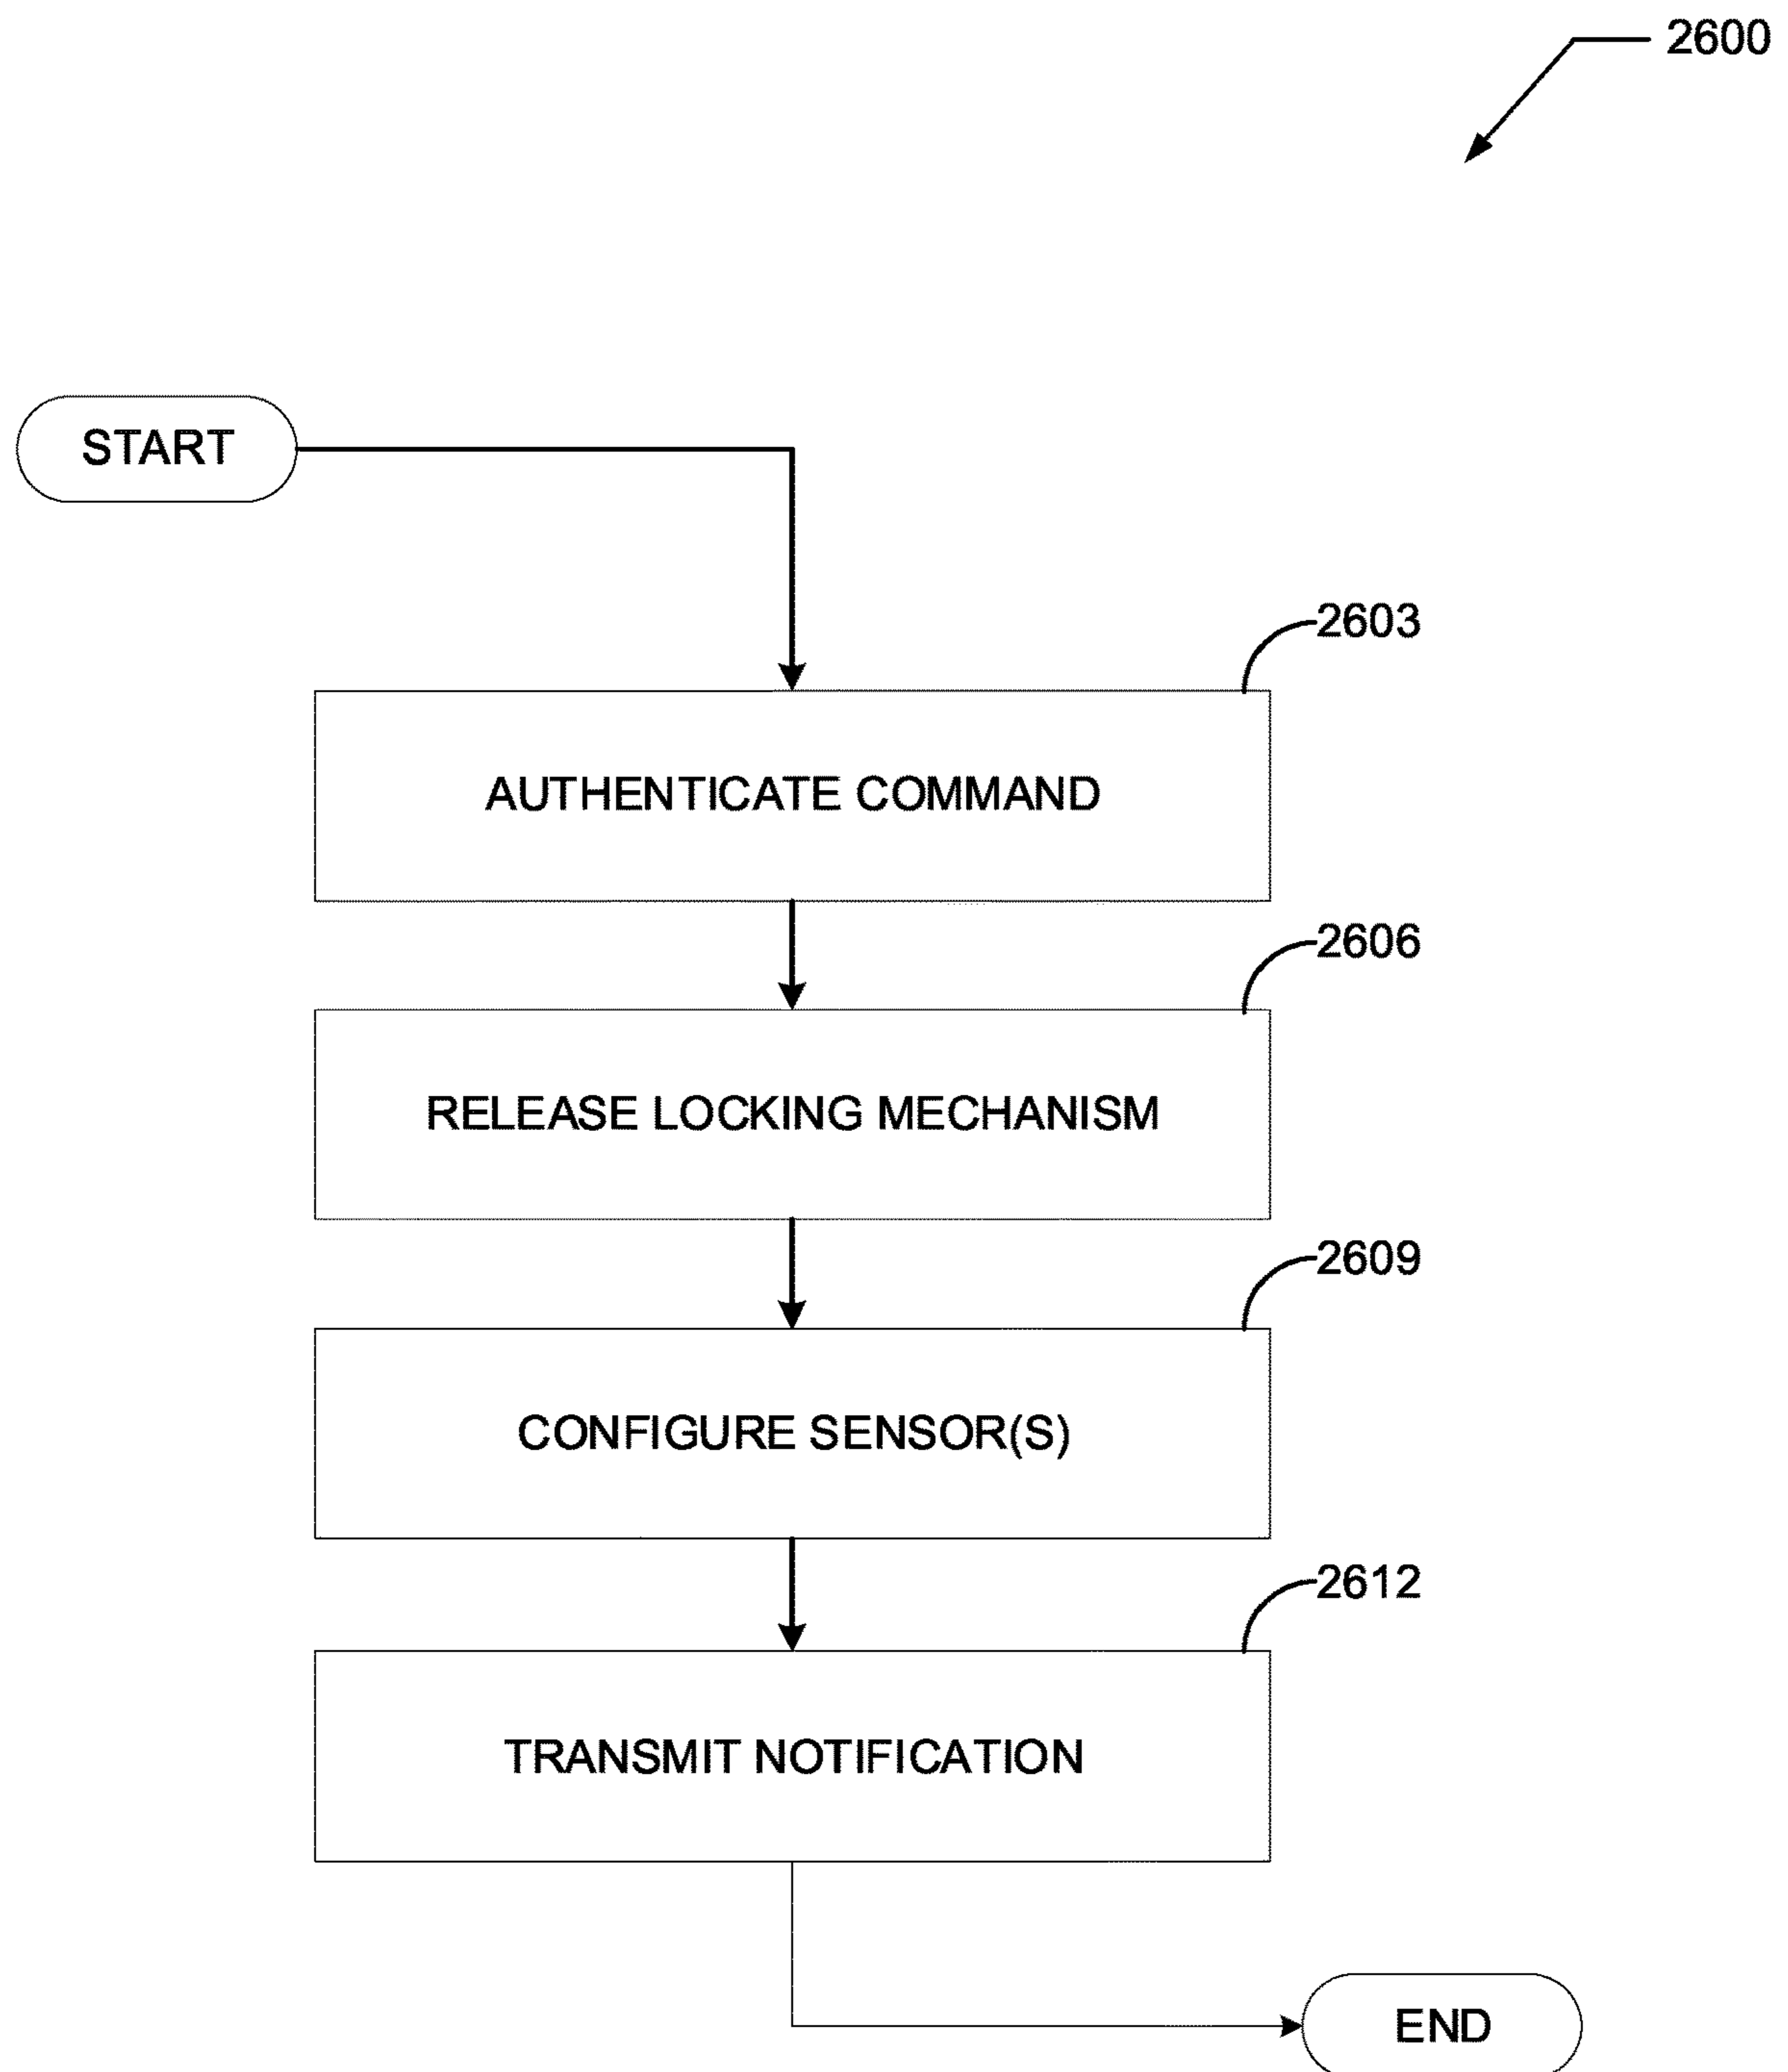 2600
START
2603
AUTHENTICATE COMMAND
2606
RELEASE LOCKING MECHANISM
2609
CONFIGURE SENSOR(S)
2612
TRANSMIT NOTIFICATION
END